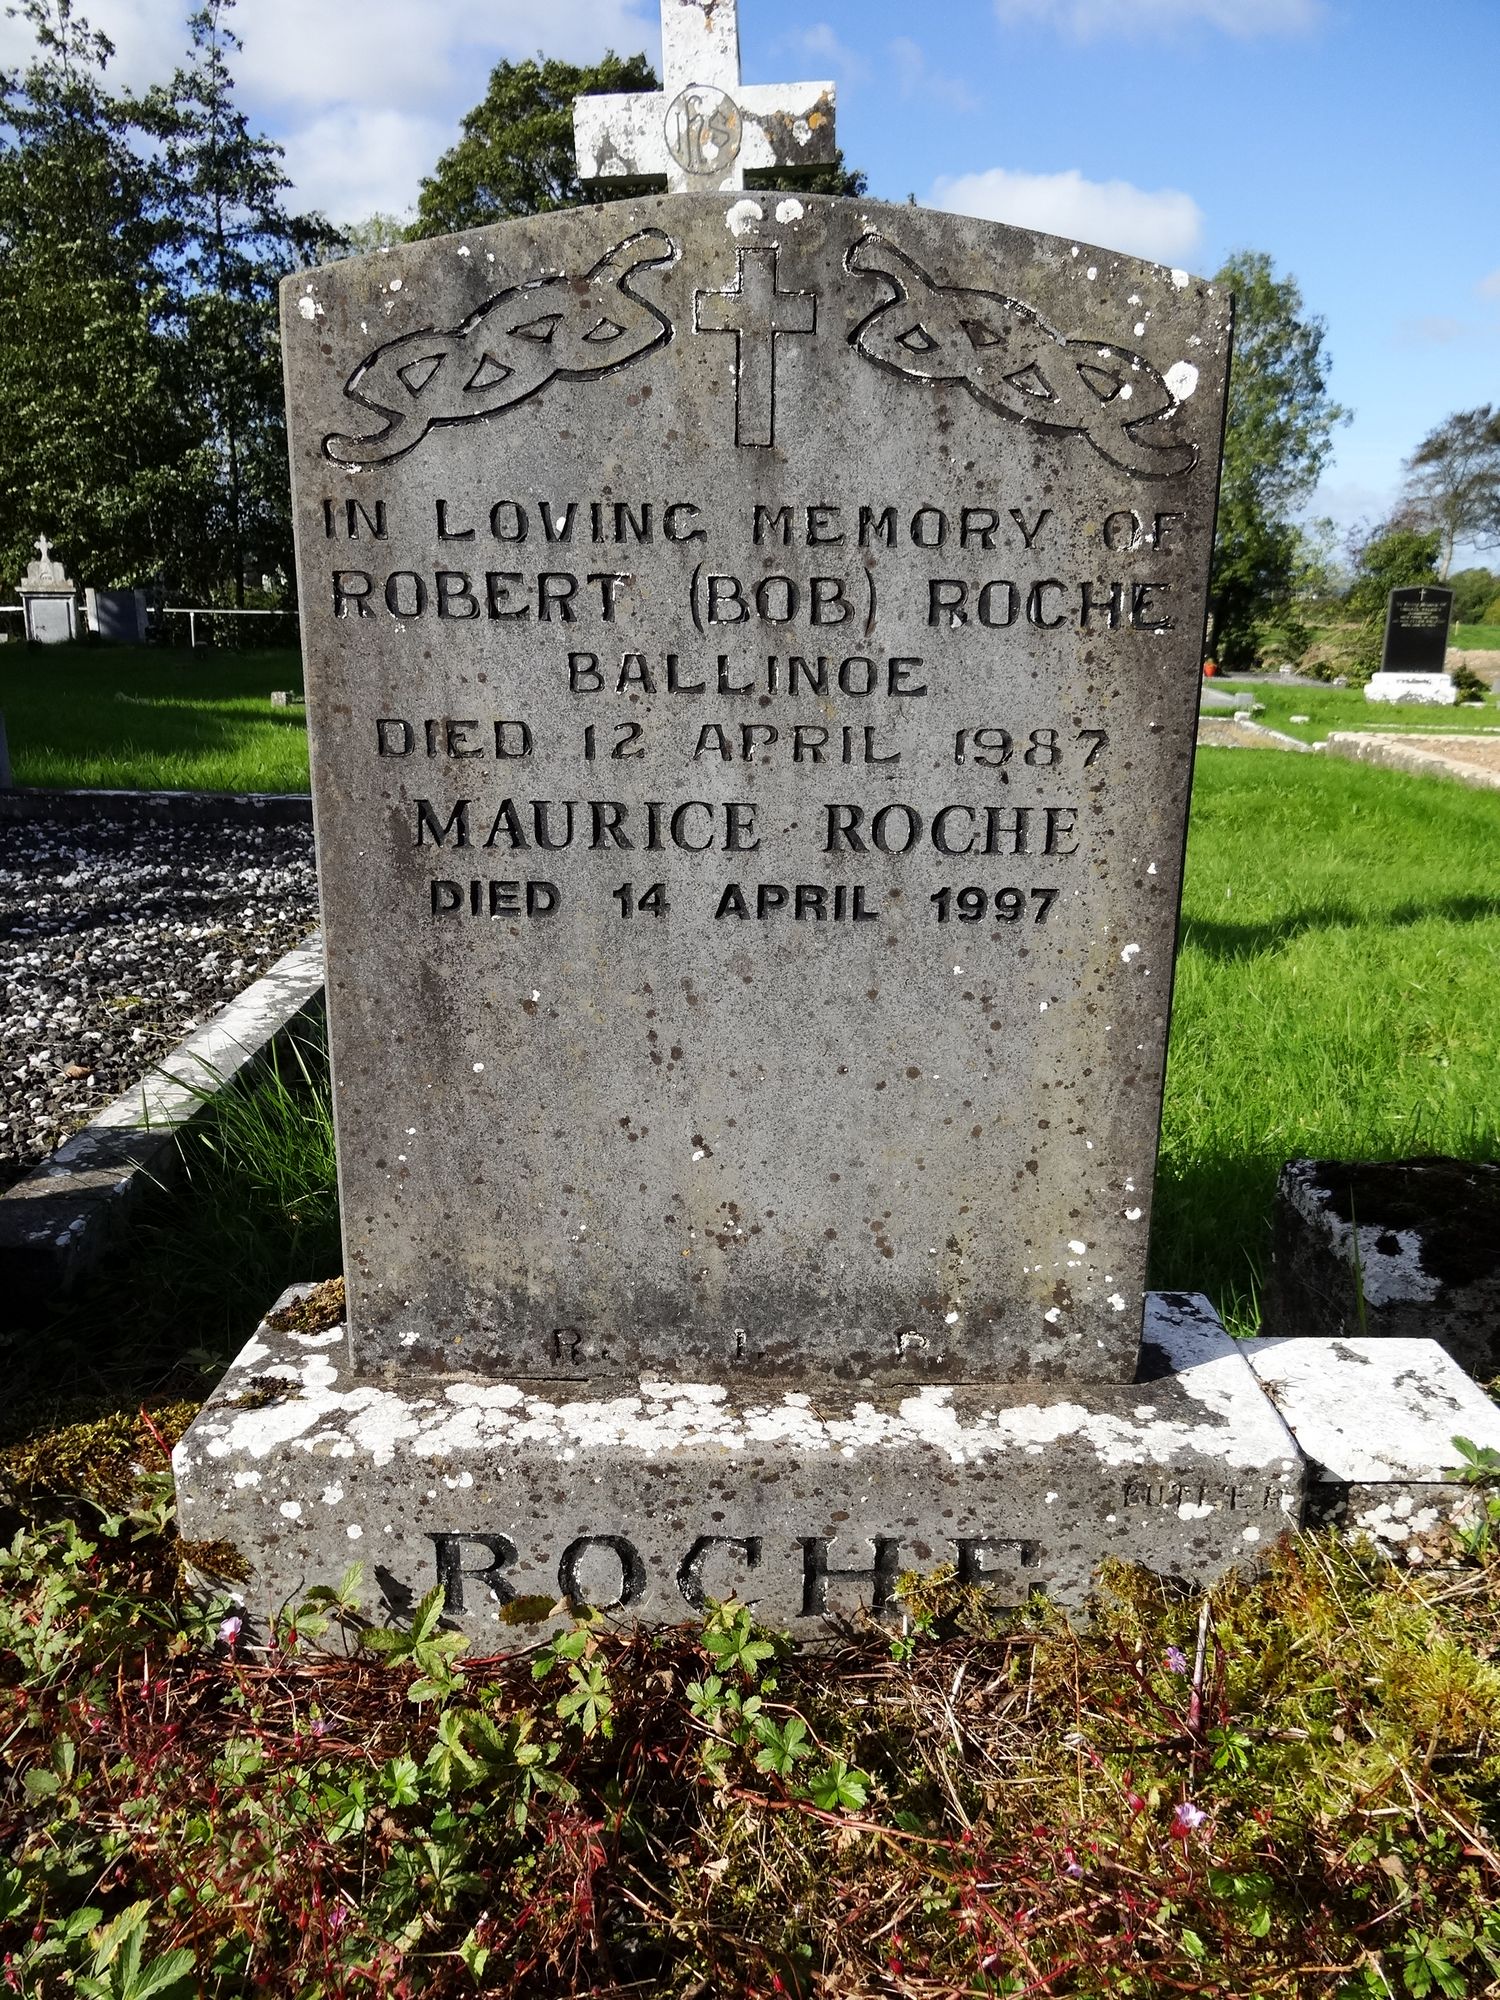 IHS
IN LOVING MEMORY OF
ROBERT (BOB) ROCHE
BALLINOE
DIED 12 APRIL 1987
MAURICE ROCHE
DIED 14 APRIL 1997
R. I. P.
BUTLER
ROCHE